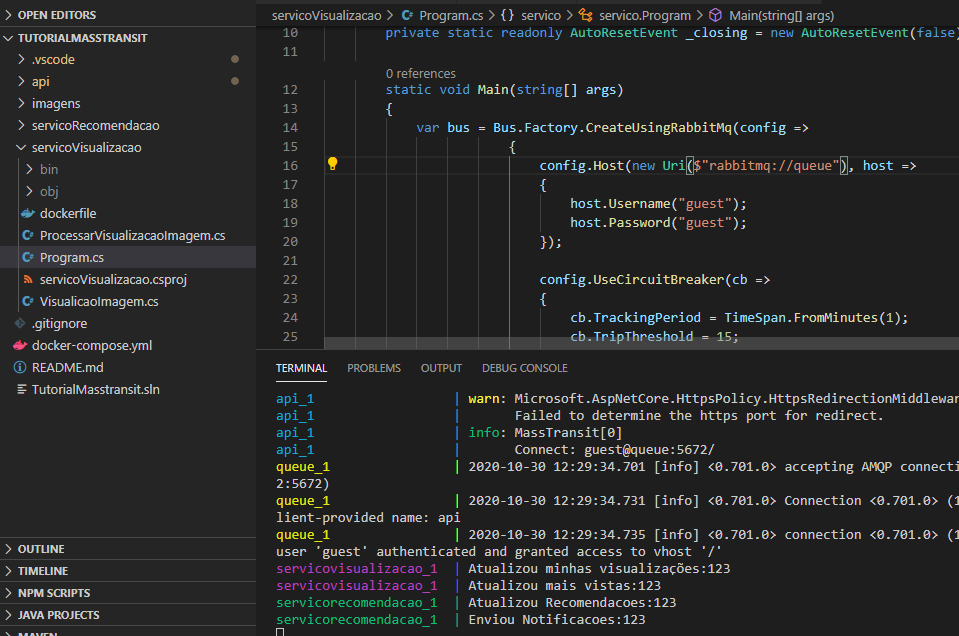 OPEN EDITORS
TUTORIALMASSTRANSIT
.vscode
api
imagens
servicoRecomendacao
servicoVisualizacao
bin
obj
dockerfile
ProcessarVisualizacaoImagem.cs
Program.cs
servicoVisualizacao.csproj
VisualicaoImagem.cs
.gitignore
docker-compose.yml
README.md
TutorialMasstransit.sln
OUTLINE
TIMELINE
NPM SCRIPTS
JAVA PROJECTS
MAVEN
servicoVisualizacao > Program.cs > {} servico > servico.Program > Main(string[] args)
10 private static readonly AutoResetEvent _closing = new AutoResetEvent(false)
11
0 references
12 static void Main(string[] args)
13 {
14 var bus = Bus.Factory.CreateUsingRabbitMq(config =>
15 {
16 config.Host(new Uri($"rabbitmq://queue"), host =>
17 {
18 host.Username("guest");
19 host.Password("guest");
20 });
21
22 config.UseCircuitBreaker(cb =>
23 {
24 cb.TrackingPeriod = TimeSpan.FromMinutes(1);
25 cb.TripThreshold = 15;
TERMINAL PROBLEMS OUTPUT DEBUG CONSOLE
api_1 | warn: Microsoft.AspNetCore.HttpsPolicy.HttpsRedirectionMiddlewar
api_1 | Failed to determine the https port for redirect.
api_1 | info: MassTransit[0]
api_1 | Connect: guest@queue:5672/
queue_1 | 2020-10-30 12:29:34.701 [info] <0.701.0> accepting AMQP connecti
2:5672)
queue_1 | 2020-10-30 12:29:34.731 [info] <0.701.0> Connection <0.701.0> (1
lient-provided name: api
queue_1 | 2020-10-30 12:29:34.735 [info] <0.701.0> connection <0.701.0> (1
user 'guest' authenticated and granted access to vhost '/'
servicovisualizacao_1 | Atualizou minhas visualizações:123
servicovisualizacao_1 | Atualizou mais vistas:123
servicorecomendacao_1 | Atualizou Recomendacoes:123
servicorecomendacao_1 | Enviou Notificacoes:123